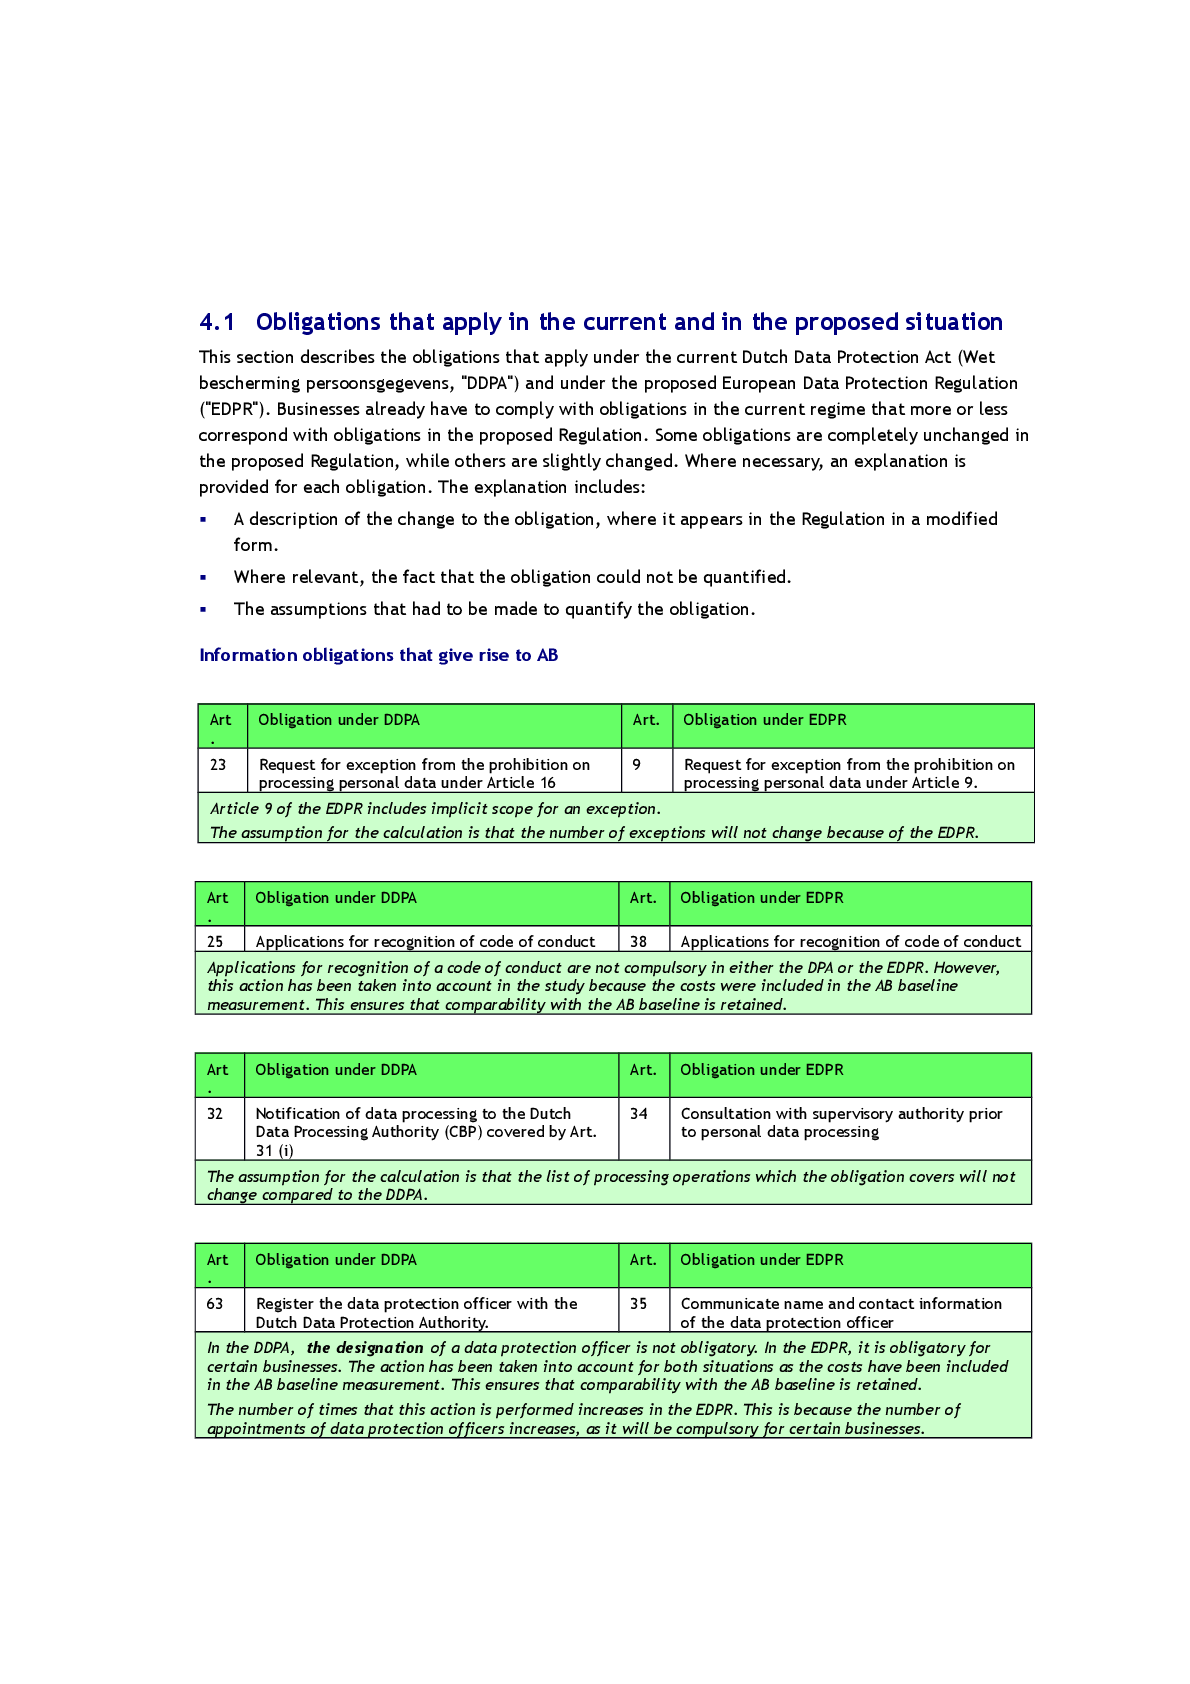 4.1 Obligations that apply in the current and in the proposed situation
This section describes the obligations that apply under the current Dutch Data Protection Act (Wet
bescherming persoonsgegevens, "DDPA") and under the proposed European Data Protection Regulation
("EDPR"). Businesses already have to comply with obligations in the current regime that more or less
correspond with obligations in the proposed Regulation. Some obligations are completely unchanged in
the proposed Regulation, while others are slightly changed. Where necessary, an explanation is
provided for each obligation. The explanation includes:
▪ A description of the change to the obligation, where it appears in the Regulation in a modified
form.
▪ Where relevant, the fact that the obligation could not be quantified.
▪ The assumptions that had to be made to quantify the obligation.
Information obligations that give rise to AB
Art Obligation under DDPA Art. Obligation under EDPR
.
23 Request for exception from the prohibition on 9 Request for exception from the prohibition on
processing personal data under Article 16 processing personal data under Article 9.
Article 9 of the EDPR includes implicit scope for an exception.
The assumption for the calculation is that the number of exceptions will not change because of the EDPR.
Art Obligation under DDPA Art. Obligation under EDPR
.
25 Applications for recognition of code of conduct 38 Applications for recognition of code of conduct
Applications for recognition of a code of conduct are not compulsory in either the DPA or the EDPR. However,
this action has been taken into account in the study because the costs were included in the AB baseline
measurement. This ensures that comparability with the AB baseline is retained.
Art Obligation under DDPA Art. Obligation under EDPR
.
32 Notification of data processing to the Dutch 34 Consultation with supervisory authority prior
Data Processing Authority (CBP) covered by Art. to personal data processing
31 (i)
The assumption for the calculation is that the list of processing operations which the obligation covers will not
change compared to the DDPA.
Art Obligation under DDPA Art. Obligation under EDPR
.
63 Register the data protection officer with the 35 Communicate name and contact information
Dutch Data Protection Authority. of the data protection officer
In the DDPA, the designation of a data protection officer is not obligatory. In the EDPR, it is obligatory for
certain businesses. The action has been taken into account for both situations as the costs have been included
in the AB baseline measurement. This ensures that comparability with the AB baseline is retained.
The number of times that this action is performed increases in the EDPR. This is because the number of
appointments of data protection officers increases, as it will be compulsory for certain businesses.